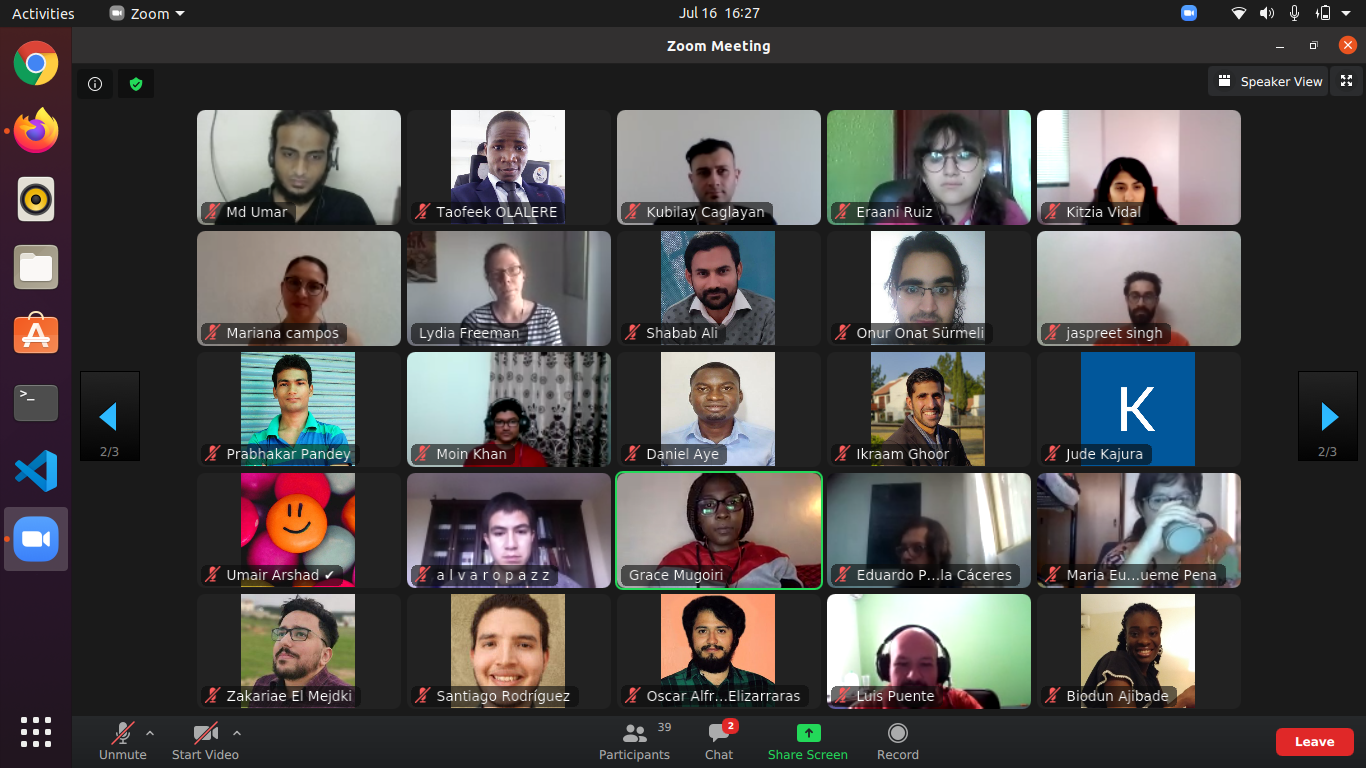 Activities
Zoom
Jul 16 16:27
Zoom Meeting
Speaker View
Md Umar
Taofeek OLALERE
Kubilay Caglayan
Eraani Ruiz
Kitzia Vidal
Mariana campos
Lydia Freeman
Shabab Ali
Onur Onat Sürmeli
jaspreet singh
Prabhakar Pandey
Moin Khan
Daniel Aye
Ikraam Ghoor
K
Jude Kajura
2/3
2/3
Umair Arshad ✔
a l v a r o p a z z
Grace Mugoiri
Eduardo P...la Cáceres
Maria Eu...ueme Pena
Zakariae El Mejdki
Santiago Rodríguez
Oscar Alfr...Elizarraras
Luis Puente
Biodun Ajibade
Unmute
Start Video
Participants
39
Chat
2
Share Screen
Record
Leave
>_